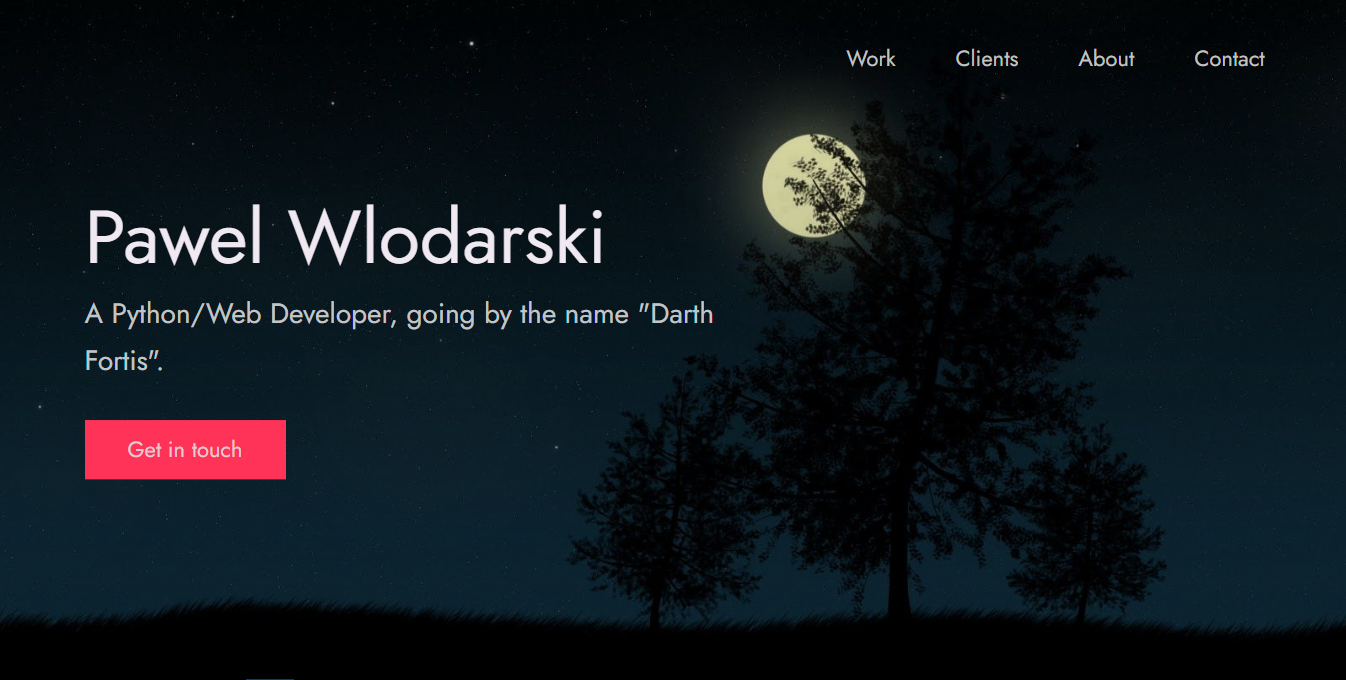 Work Clients About Contact
Pawel Wlodarski
A Python/Web Developer, going by the name "Darth
Fortis".
Get in touch